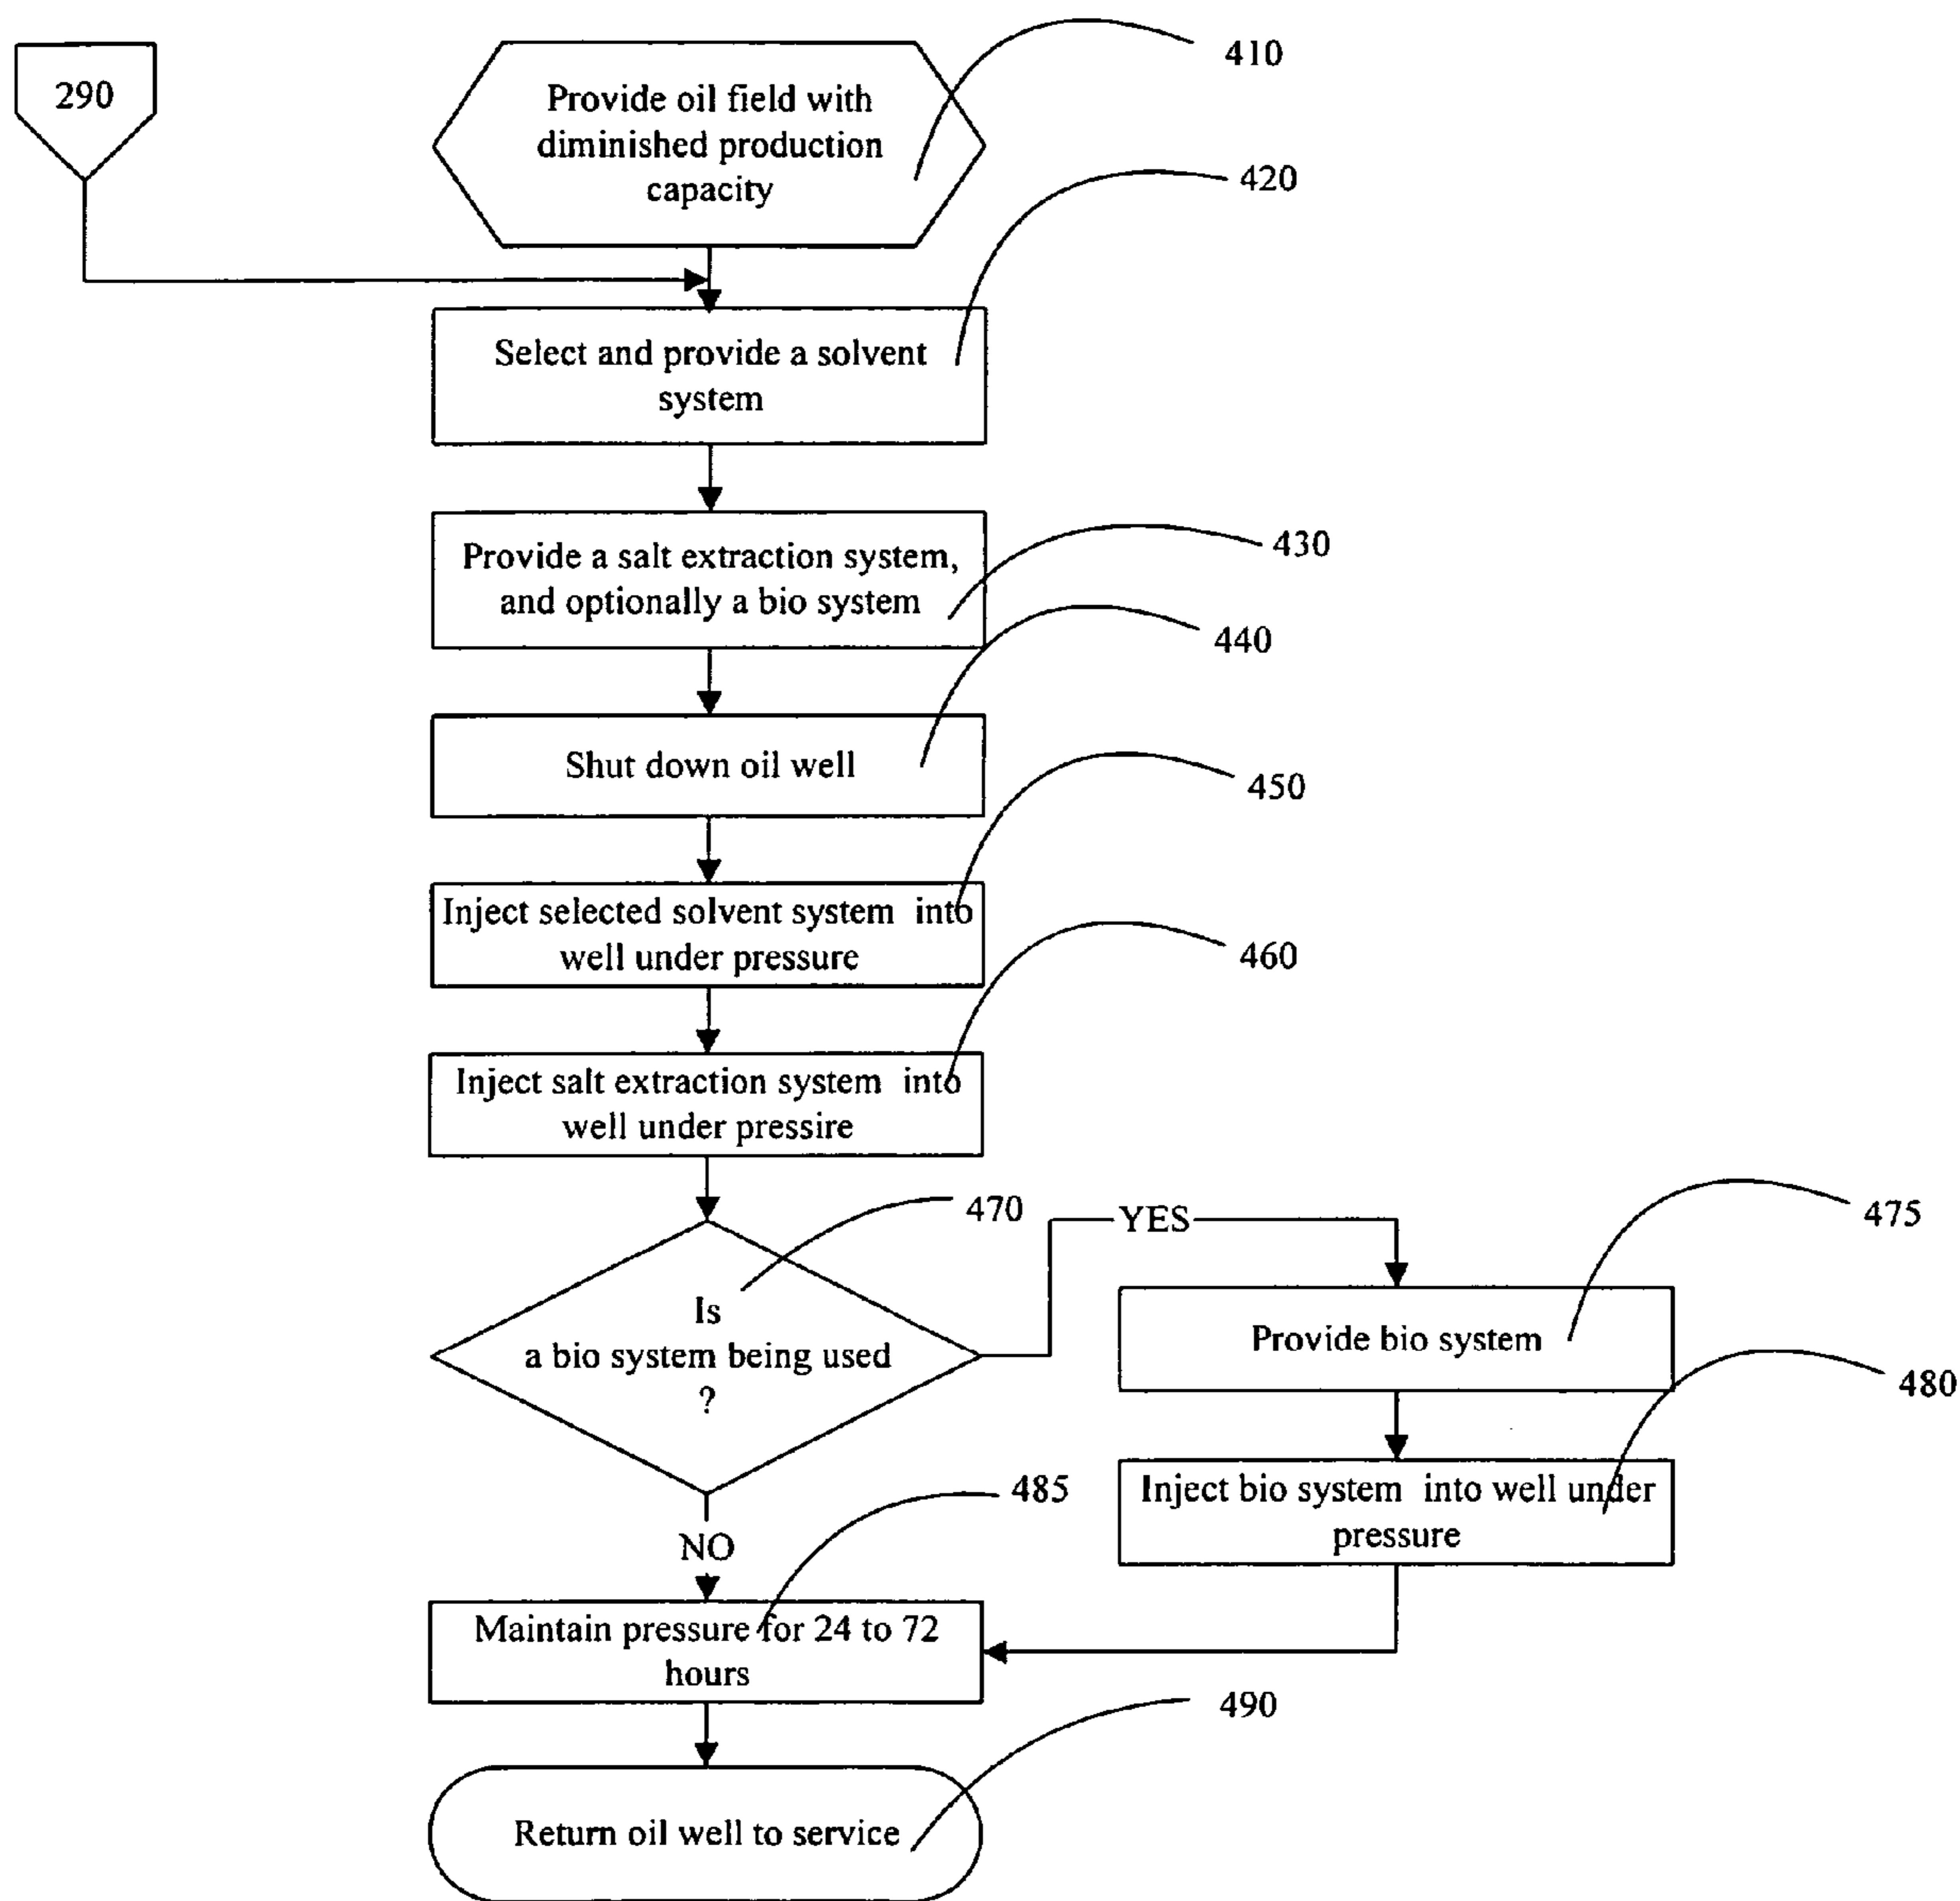 290
Provide oil field with
diminished production
capacity
410
420
Select and provide a solvent
system
Provide a salt extraction system,
and optionally a bio system
430
440
Shut down oil well
450
Inject selected solvent system into
well under pressure
460
Inject salt extraction system into
well under pressire
470
Is
a bio system being used
?
YES
475
Provide bio system
480
Inject bio system into well under
pressure
485
NO
Maintain pressure for 24 to 72
hours
490
Return oil well to service